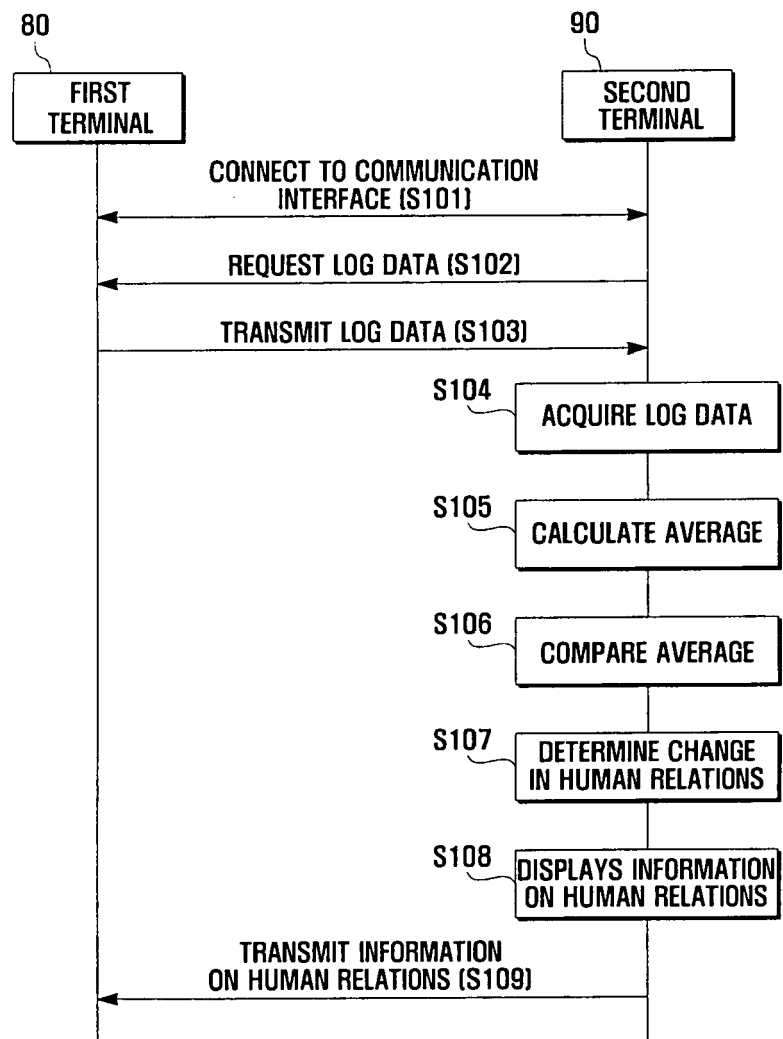 80
90
FIRST
TERMINAL
SECOND
TERMINAL
CONNECT TO COMMUNICATION
INTERFACE (S101)
REQUEST LOG DATA (S102)
TRANSMIT LOG DATA (S103)
S104
ACQUIRE LOG DATA
S105
CALCULATE AVERAGE
S106
COMPARE AVERAGE
S107
DETERMINE CHANGE
IN HUMAN RELATIONS
S108
DISPLAYS INFORMATION
ON HUMAN RELATIONS
TRANSMIT INFORMATION
ON HUMAN RELATIONS (S109)